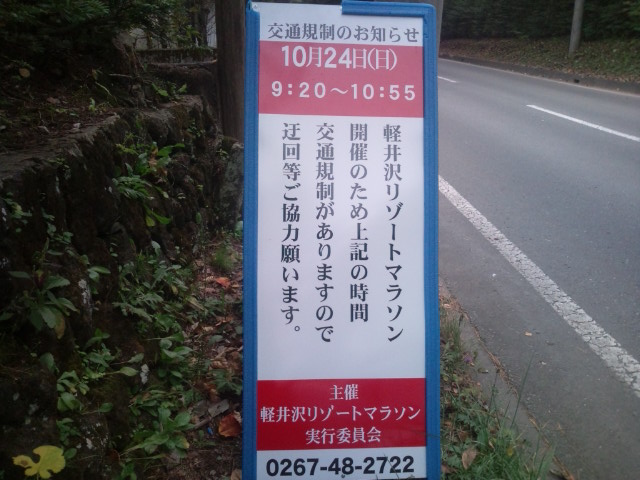 交通規制のお知らせ
10月24日(日)
9:20～10:55
軽井沢リゾートマラソン
開催のため上記の時間
交通規制がありますので
迂回等ご協力願います。
主催
軽井沢リゾートマラソン
実行委員会
0267-48-2722